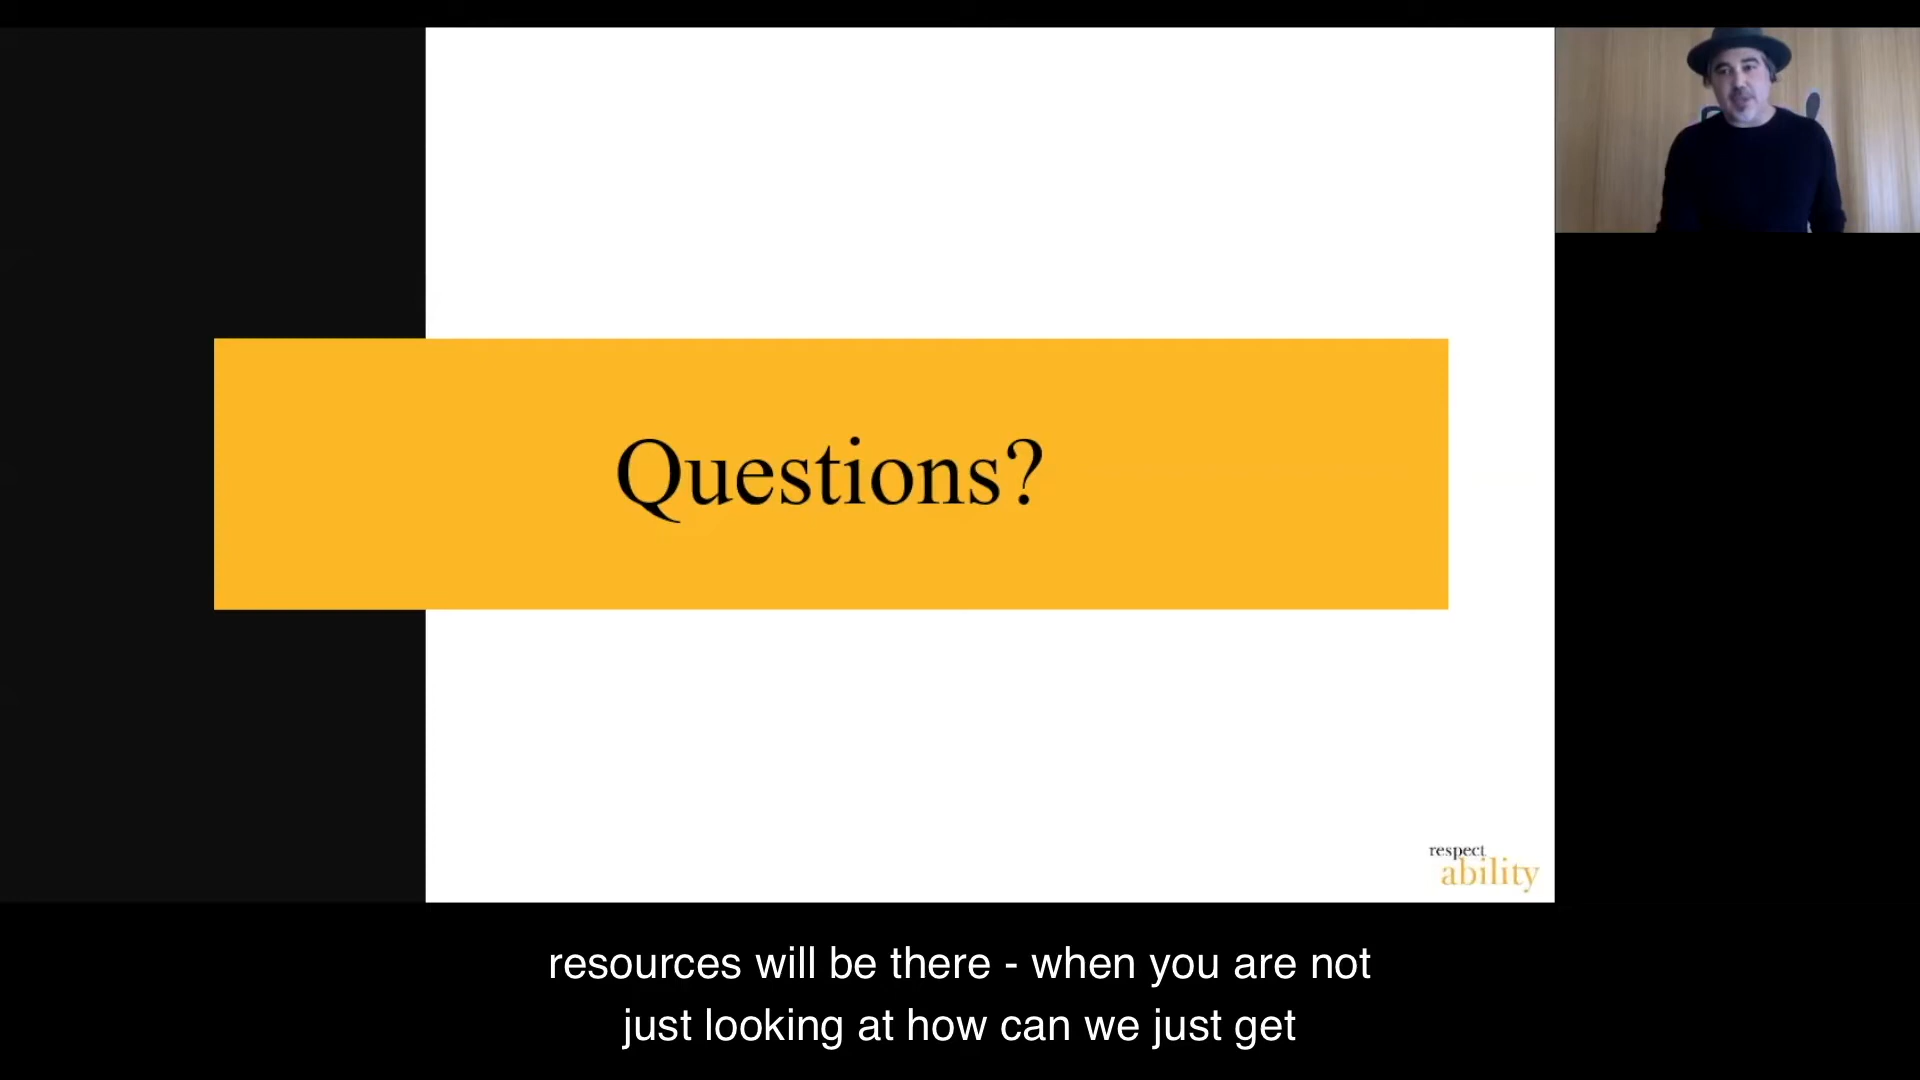 Questions?
respect
ability
resources will be there - when you are not
just looking at how can we just get